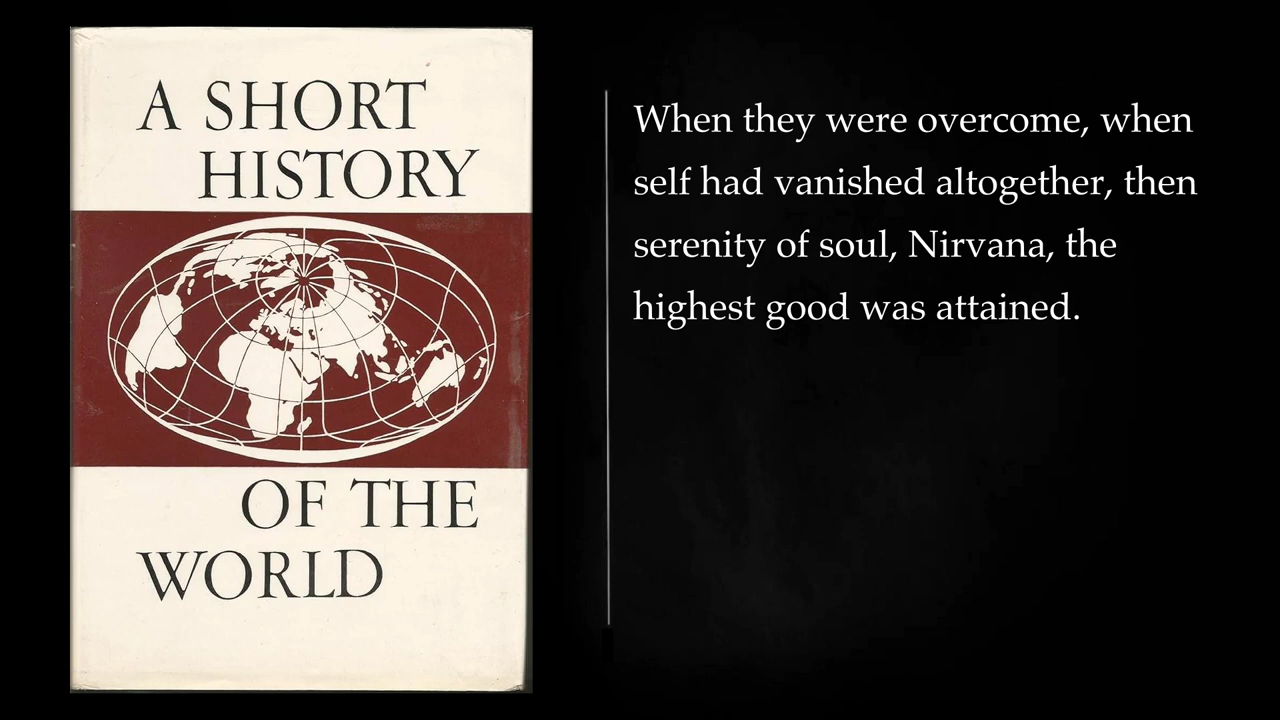 A SHORT
HISTORY
OF THE
WORLD
When they were overcome, when
self had vanished altogether, then
serenity of soul, Nirvana, the
highest good was attained.